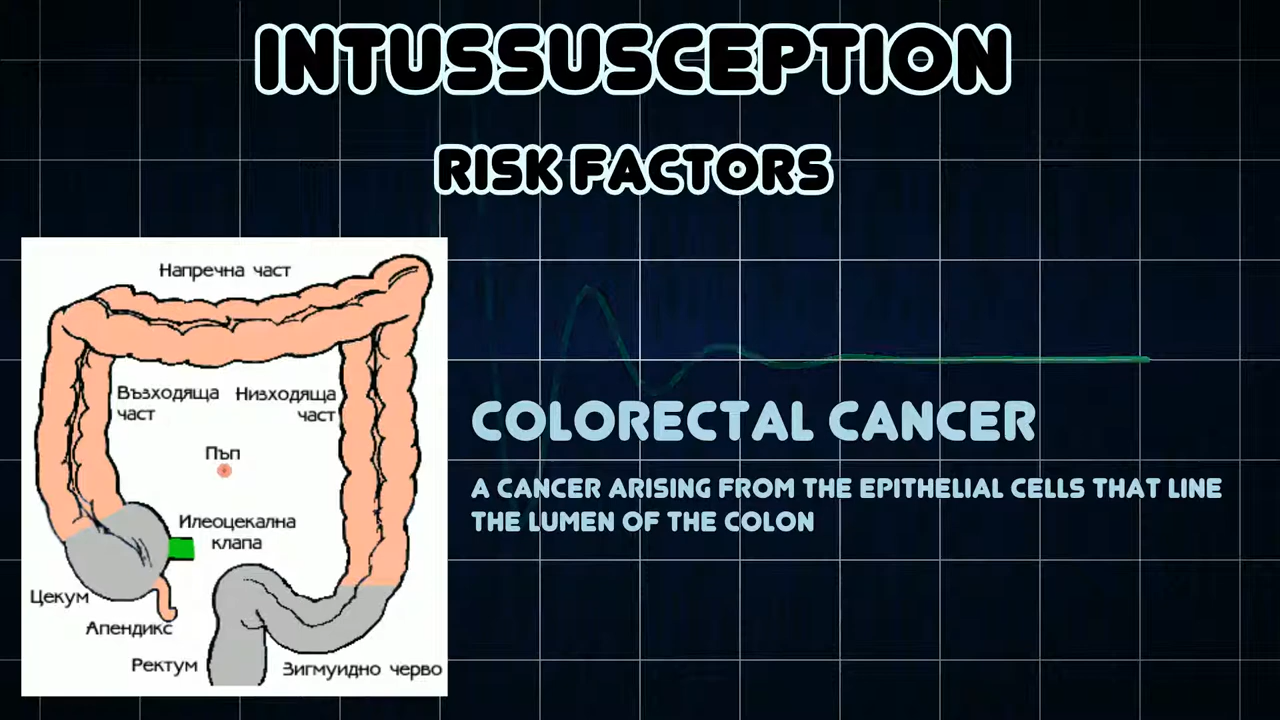 INTUSSUSCEPTION
RISK FACTORS
Напречна част
Възходяща
част
Низходяща
част
Пъп
Илеоцекална
клапа
Цекум
Апендикс
Ректум
Зигмуидно черво
COLORECTAL CANCER
A CANCER ARISING FROM THE EPITHELIAL CELLS THAT LINE
THE LUMEN OF THE COLON